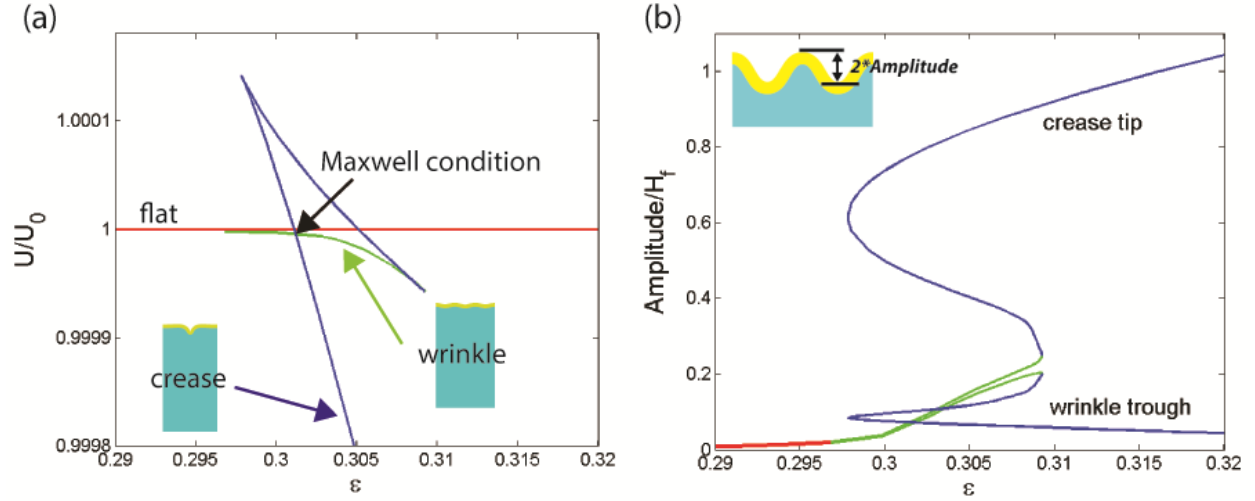 (a)
U/U0
1.0001
1
0.9999
0.9998
0.29
0.295
0.3
0.305
0.31
0.315
0.32
ε
flat
Maxwell condition
wrinkle
crease
(b)
Amplitude/Hf
1
0.8
0.6
0.4
0.2
0
0.29
0.295
0.3
0.305
0.31
0.315
0.32
ε
2*Amplitude
crease tip
wrinkle trough